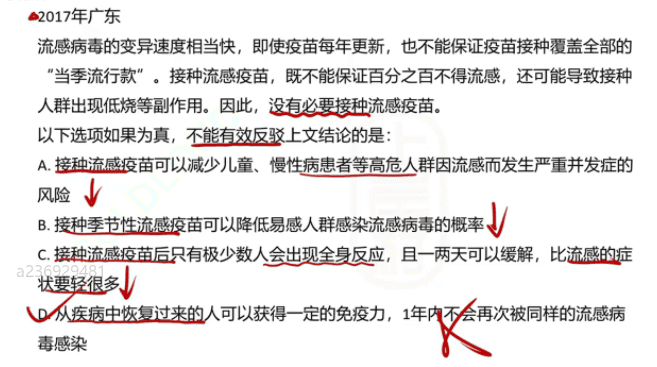 2017年广东
流感病毒的变异速度相当快，即使疫苗每年更新，也不能保证疫苗接种覆盖全部的
“当季流行款”。接种流感疫苗，既不能保证百分之百不得流感，还可能导致接种
人群出现低烧等副作用。因此，没有必要接种流感疫苗。
以下选项如果为真，不能有效反驳上文结论的是：
A. 接种流感疫苗可以减少儿童、慢性病患者等高危人群因流感而发生严重并发症的
风险
B. 接种季节性流感疫苗可以降低易感人群感染流感病毒的概率
C. 接种流感疫苗后只有极少数人会出现全身反应，且一两天可以缓解，比流感的症
a236929481
状要轻很多
D. 从疾病中恢复过来的人可以获得一定的免疫力，1年内不会再次被同样的流感病
毒感染